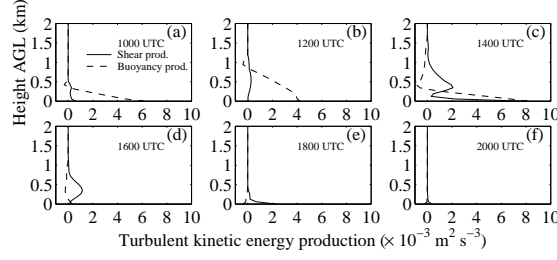 (a) (b) (c)
1000 UTC 1200 UTC 1400 UTC
Shear prod.
Buoyancy prod.
Height AGL (km)
2
1.5
1
0.5
0
0 2 4 6 8 10 0 2 4 6 8 10 0 2 4 6 8 10
(d) (e) (f)
1600 UTC 1800 UTC 2000 UTC
2
1.5
1
0.5
0
0 2 4 6 8 10 0 2 4 6 8 10 0 2 4 6 8 10
Turbulent kinetic energy production (× 10⁻³ m² s⁻³)